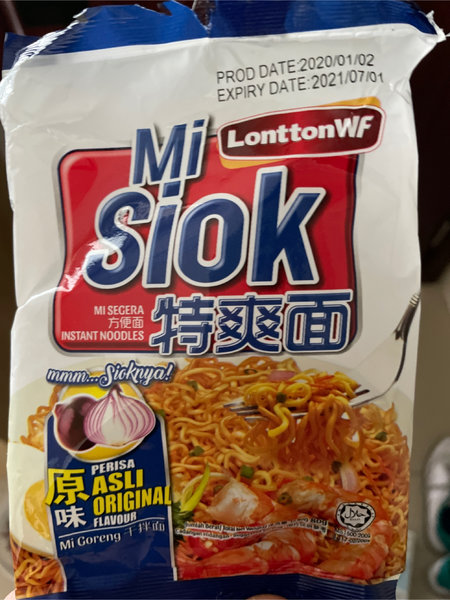 PROD DATE:2020/01/02
EXPIRY DATE:2021/07/01
LonttonWF
Mi
Siok
MI SEGERA
方便面
INSTANT NOODLES
特爽面
mmm...Sioknya!
原味
PERISA
ASLI
ORIGINAL
FLAVOUR
Mi Goreng 干拌面
80g